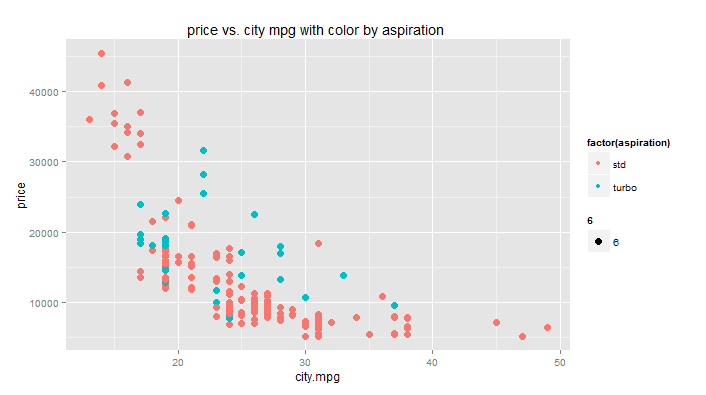 price vs. city mpg with color by aspiration
price
40000
30000
20000
10000
20
30
40
50
city.mpg
factor(aspiration)
std
turbo
6
6